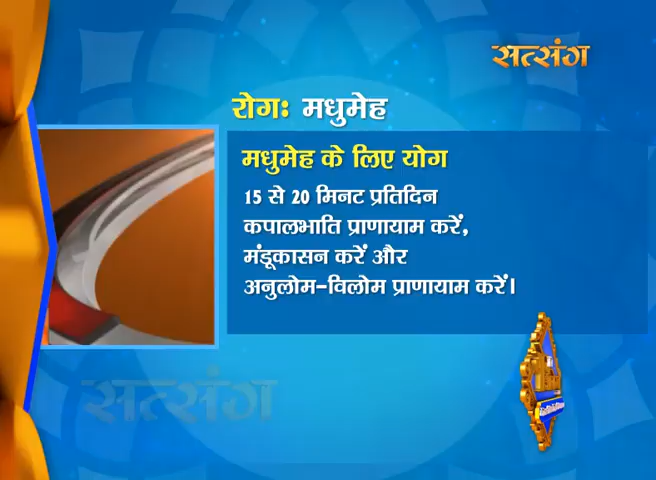 सत्संग
रोगः मधुमेह
मधुमेह के लिए योग
15 से 20 मिनट प्रतिदिन
कपालभाति प्राणायाम करें,
मंडूकासन करें और
अनुलोम-विलोम प्राणायाम करें।
सत्संग